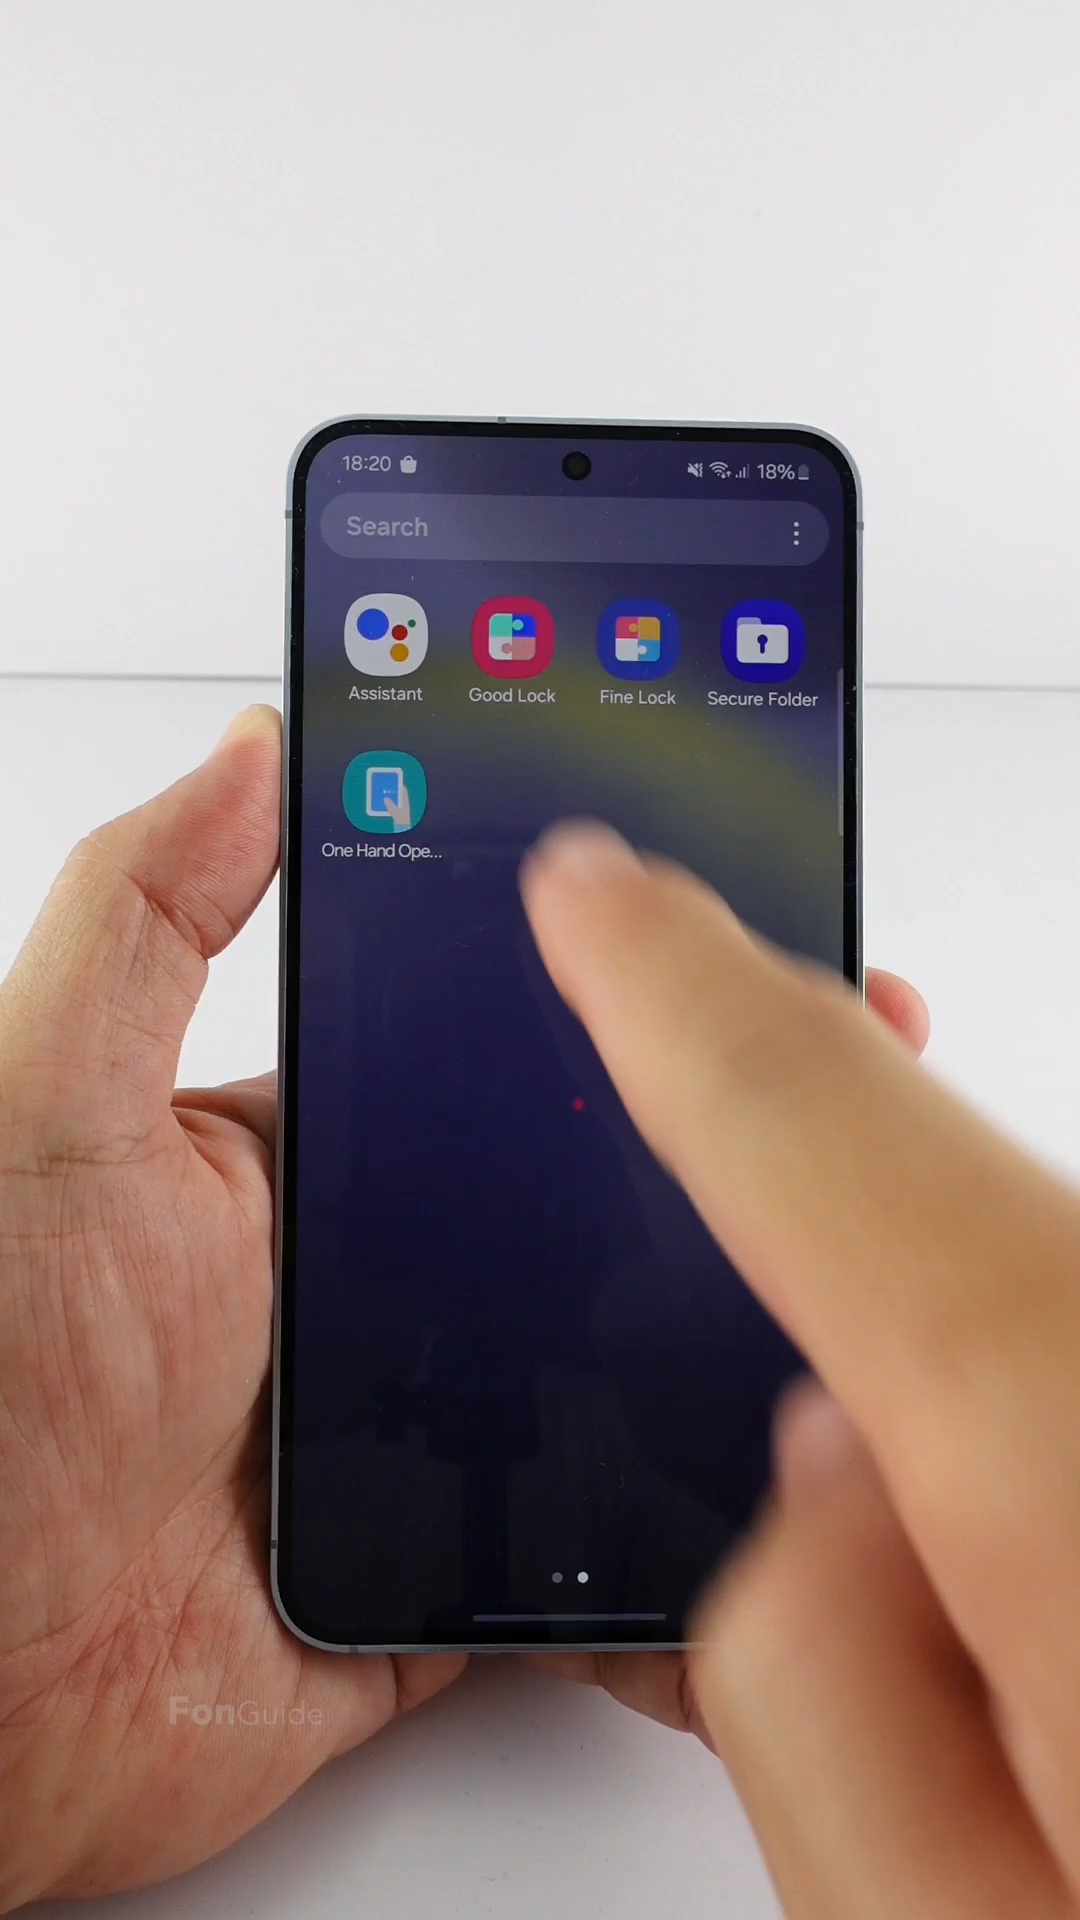 18:20 18%
Search
Assistant Good Lock Fine Lock Secure Folder
One Hand Ope...
FonGuide